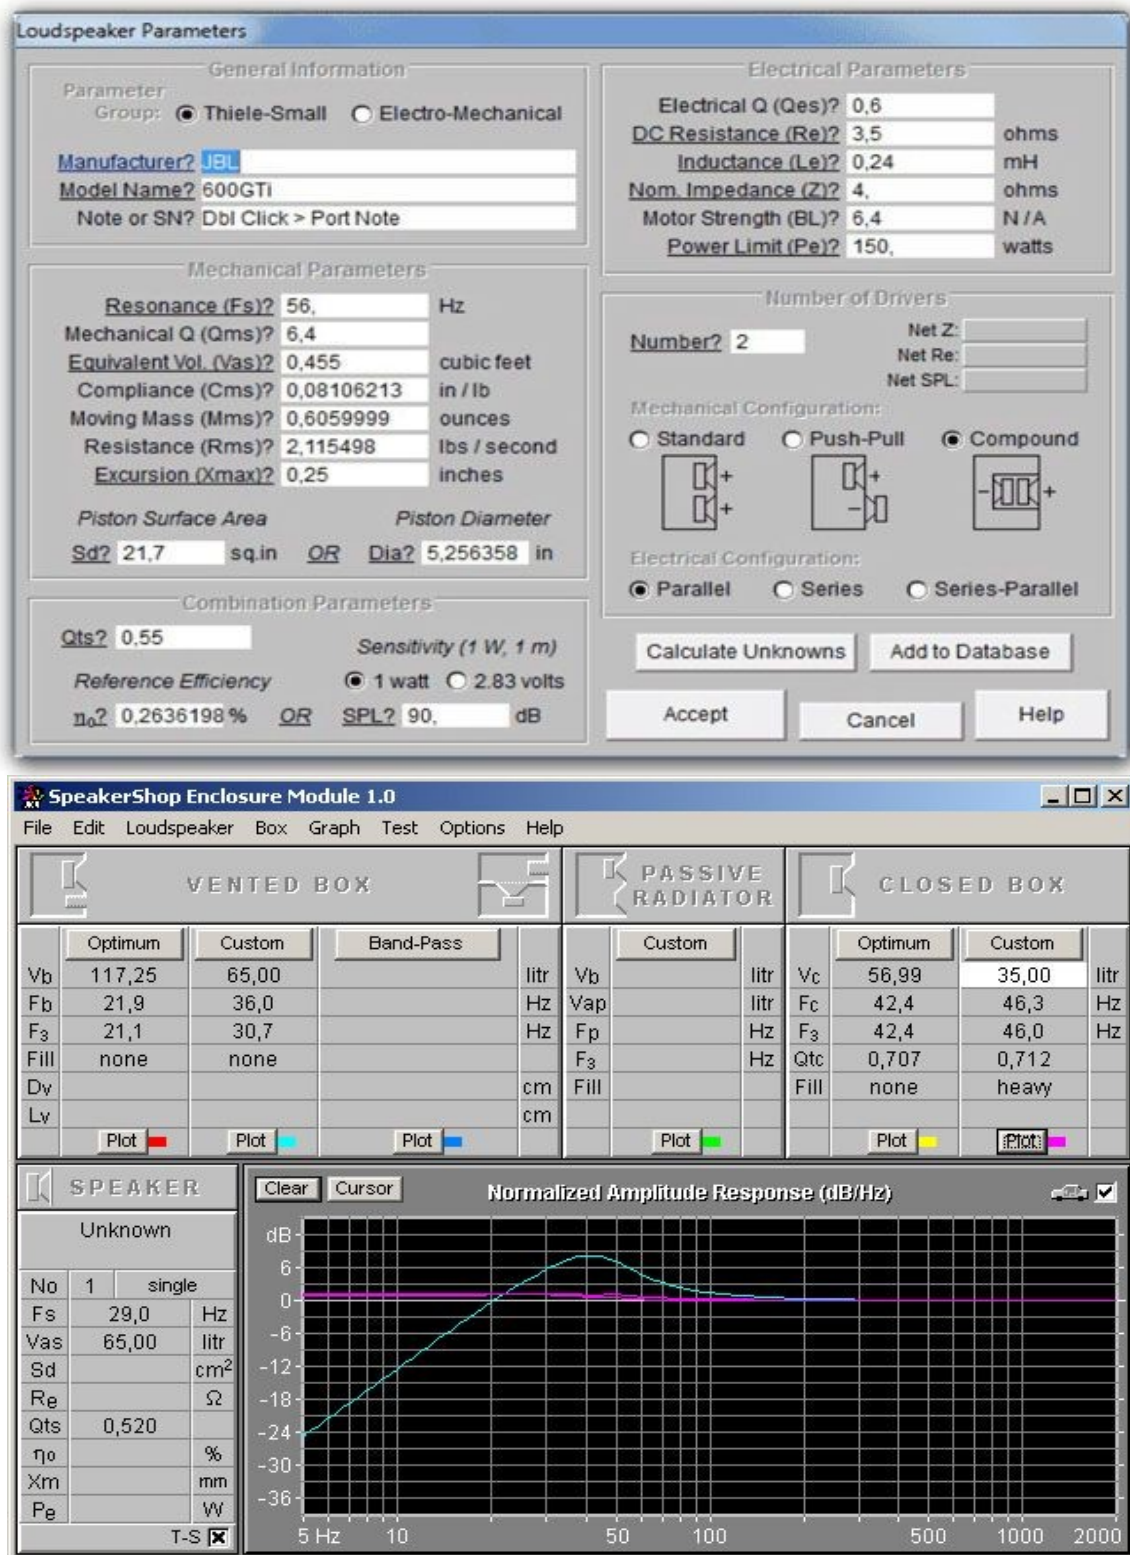 Loudspeaker Parameters
General Information
Parameter
Group: Thiele-Small Electro-Mechanical
Manufacturer? JBL
Model Name? 600GTi
Note or SN? Dbl Click > Port Note
Mechanical Parameters
Resonance (Fs)? 56, Hz
Mechanical Q (Qms)? 6,4
Equivalent Vol. (Vas)? 0,455 cubic feet
Compliance (Cms)? 0,08106213 in / lb
Moving Mass (Mms)? 0,6059999 ounces
Resistance (Rms)? 2,115498 lbs / second
Excursion (Xmax)? 0,25 inches
Piston Surface Area Piston Diameter
Sd? 21,7 sq.in OR Dia? 5,256358 in
Combination Parameters
Qts? 0,55 Sensitivity (1 W, 1 m)
Reference Efficiency 1 watt 2.83 volts
ηo? 0,2636198 % OR SPL? 90, dB
Electrical Parameters
Electrical Q (Qes)? 0,6
DC Resistance (Re)? 3,5 ohms
Inductance (Le)? 0,24 mH
Nom. Impedance (Z)? 4, ohms
Motor Strength (BL)? 6,4 N / A
Power Limit (Pe)? 150, watts
Number of Drivers
Number? 2
Net Z:
Net Re:
Net SPL:
Mechanical Configuration:
Standard Push-Pull Compound
+ + - +
+ -
Electrical Configuration:
Parallel Series Series-Parallel
Calculate Unknowns Add to Database
Accept Cancel Help
SpeakerShop Enclosure Module 1.0
File Edit Loudspeaker Box Graph Test Options Help
VENTED BOX
Optimum Custom Band-Pass
Vb 117,25 65,00 litr
Fb 21,9 36,0 Hz
F3 21,1 30,7 Hz
Fill none none
Dv cm
Lv cm
Plot Plot Plot
PASSIVE
RADIATOR
Custom
Vb litr
Vap litr
Fp Hz
F3 Hz
Fill
Plot
CLOSED BOX
Optimum Custom
Vc 56,99 35,00 litr
Fc 42,4 46,3 Hz
F3 42,4 46,0 Hz
Qtc 0,707 0,712
Fill none heavy
Plot Plot
SPEAKER
Unknown
No 1 single
Fs 29,0 Hz
Vas 65,00 litr
Sd cm2
Re Ω
Qts 0,520
ηo %
Xm mm
Pe W
T-S
Clear Cursor Normalized Amplitude Response (dB/Hz)
dB
6
0
-6
-12
-18
-24
-30
-36
5 Hz 10 50 100 500 1000 2000